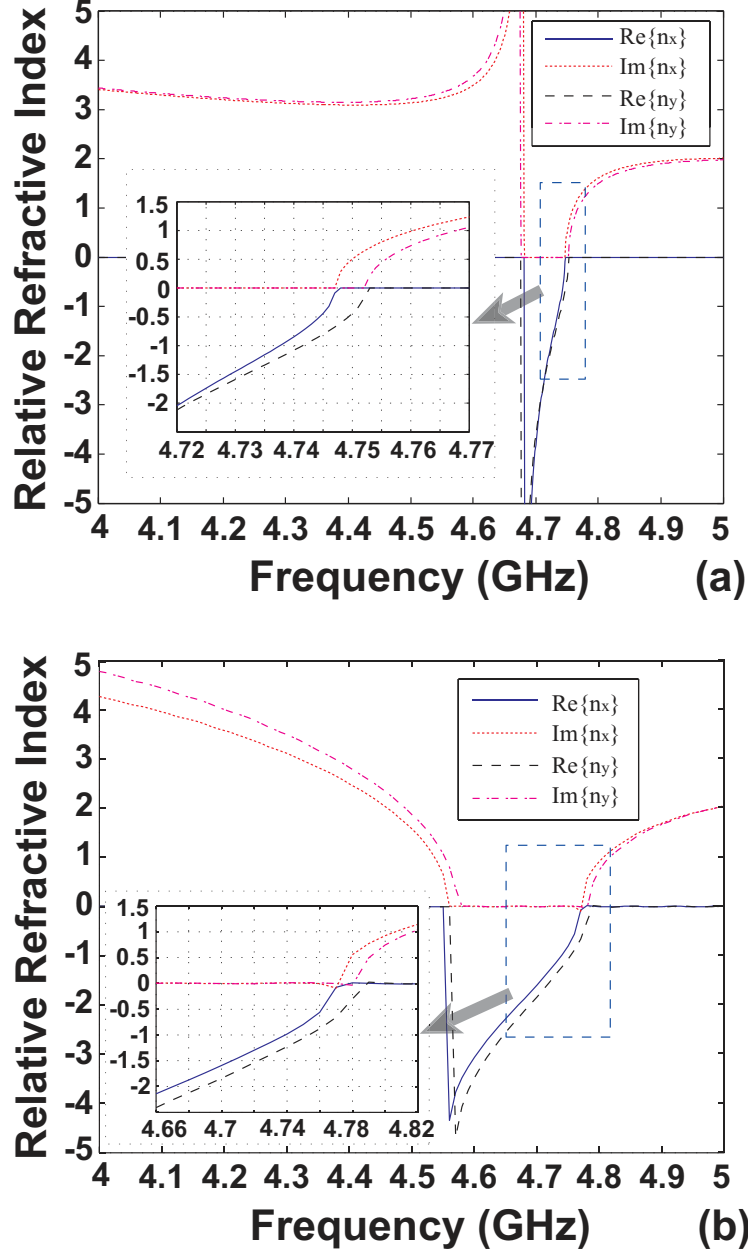 Relative Refractive Index
5
4
3
2
1
0
-1
-2
-3
-4
-5
Re{nx}
Im{nx}
Re{ny}
Im{ny}
1.5
1
0.5
0
-0.5
-1
-1.5
-2
4.72 4.73 4.74 4.75 4.76 4.77
4 4.1 4.2 4.3 4.4 4.5 4.6 4.7 4.8 4.9 5
Frequency (GHz) (a)
Relative Refractive Index
5
4
3
2
1
0
-1
-2
-3
-4
-5
Re{nx}
Im{nx}
Re{ny}
Im{ny}
1.5
1
0.5
0
-0.5
-1
-1.5
-2
4.66 4.7 4.74 4.78 4.82
4 4.1 4.2 4.3 4.4 4.5 4.6 4.7 4.8 4.9 5
Frequency (GHz) (b)